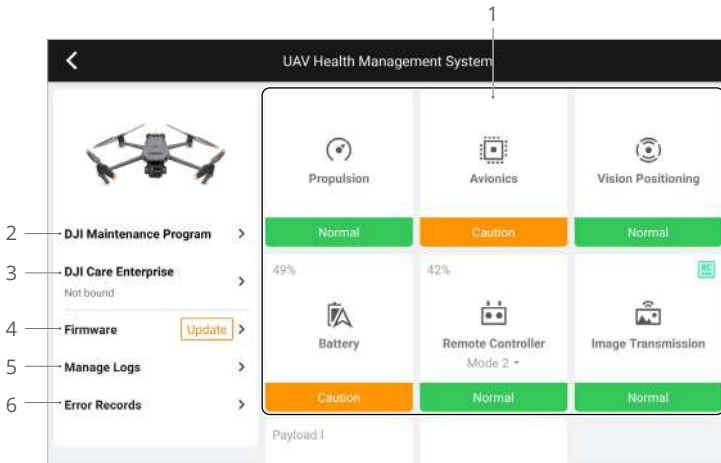 1
UAV Health Management System
Propulsion
Avionics
Vision Positioning
Normal
Caution
Normal
2
DJI Maintenance Program
3
DJI Care Enterprise
Not bound
4
Firmware
Update
5
Manage Logs
6
Error Records
49%
42%
RC
Battery
Remote Controller
Mode 2
Image Transmission
Caution
Normal
Normal
Payload I